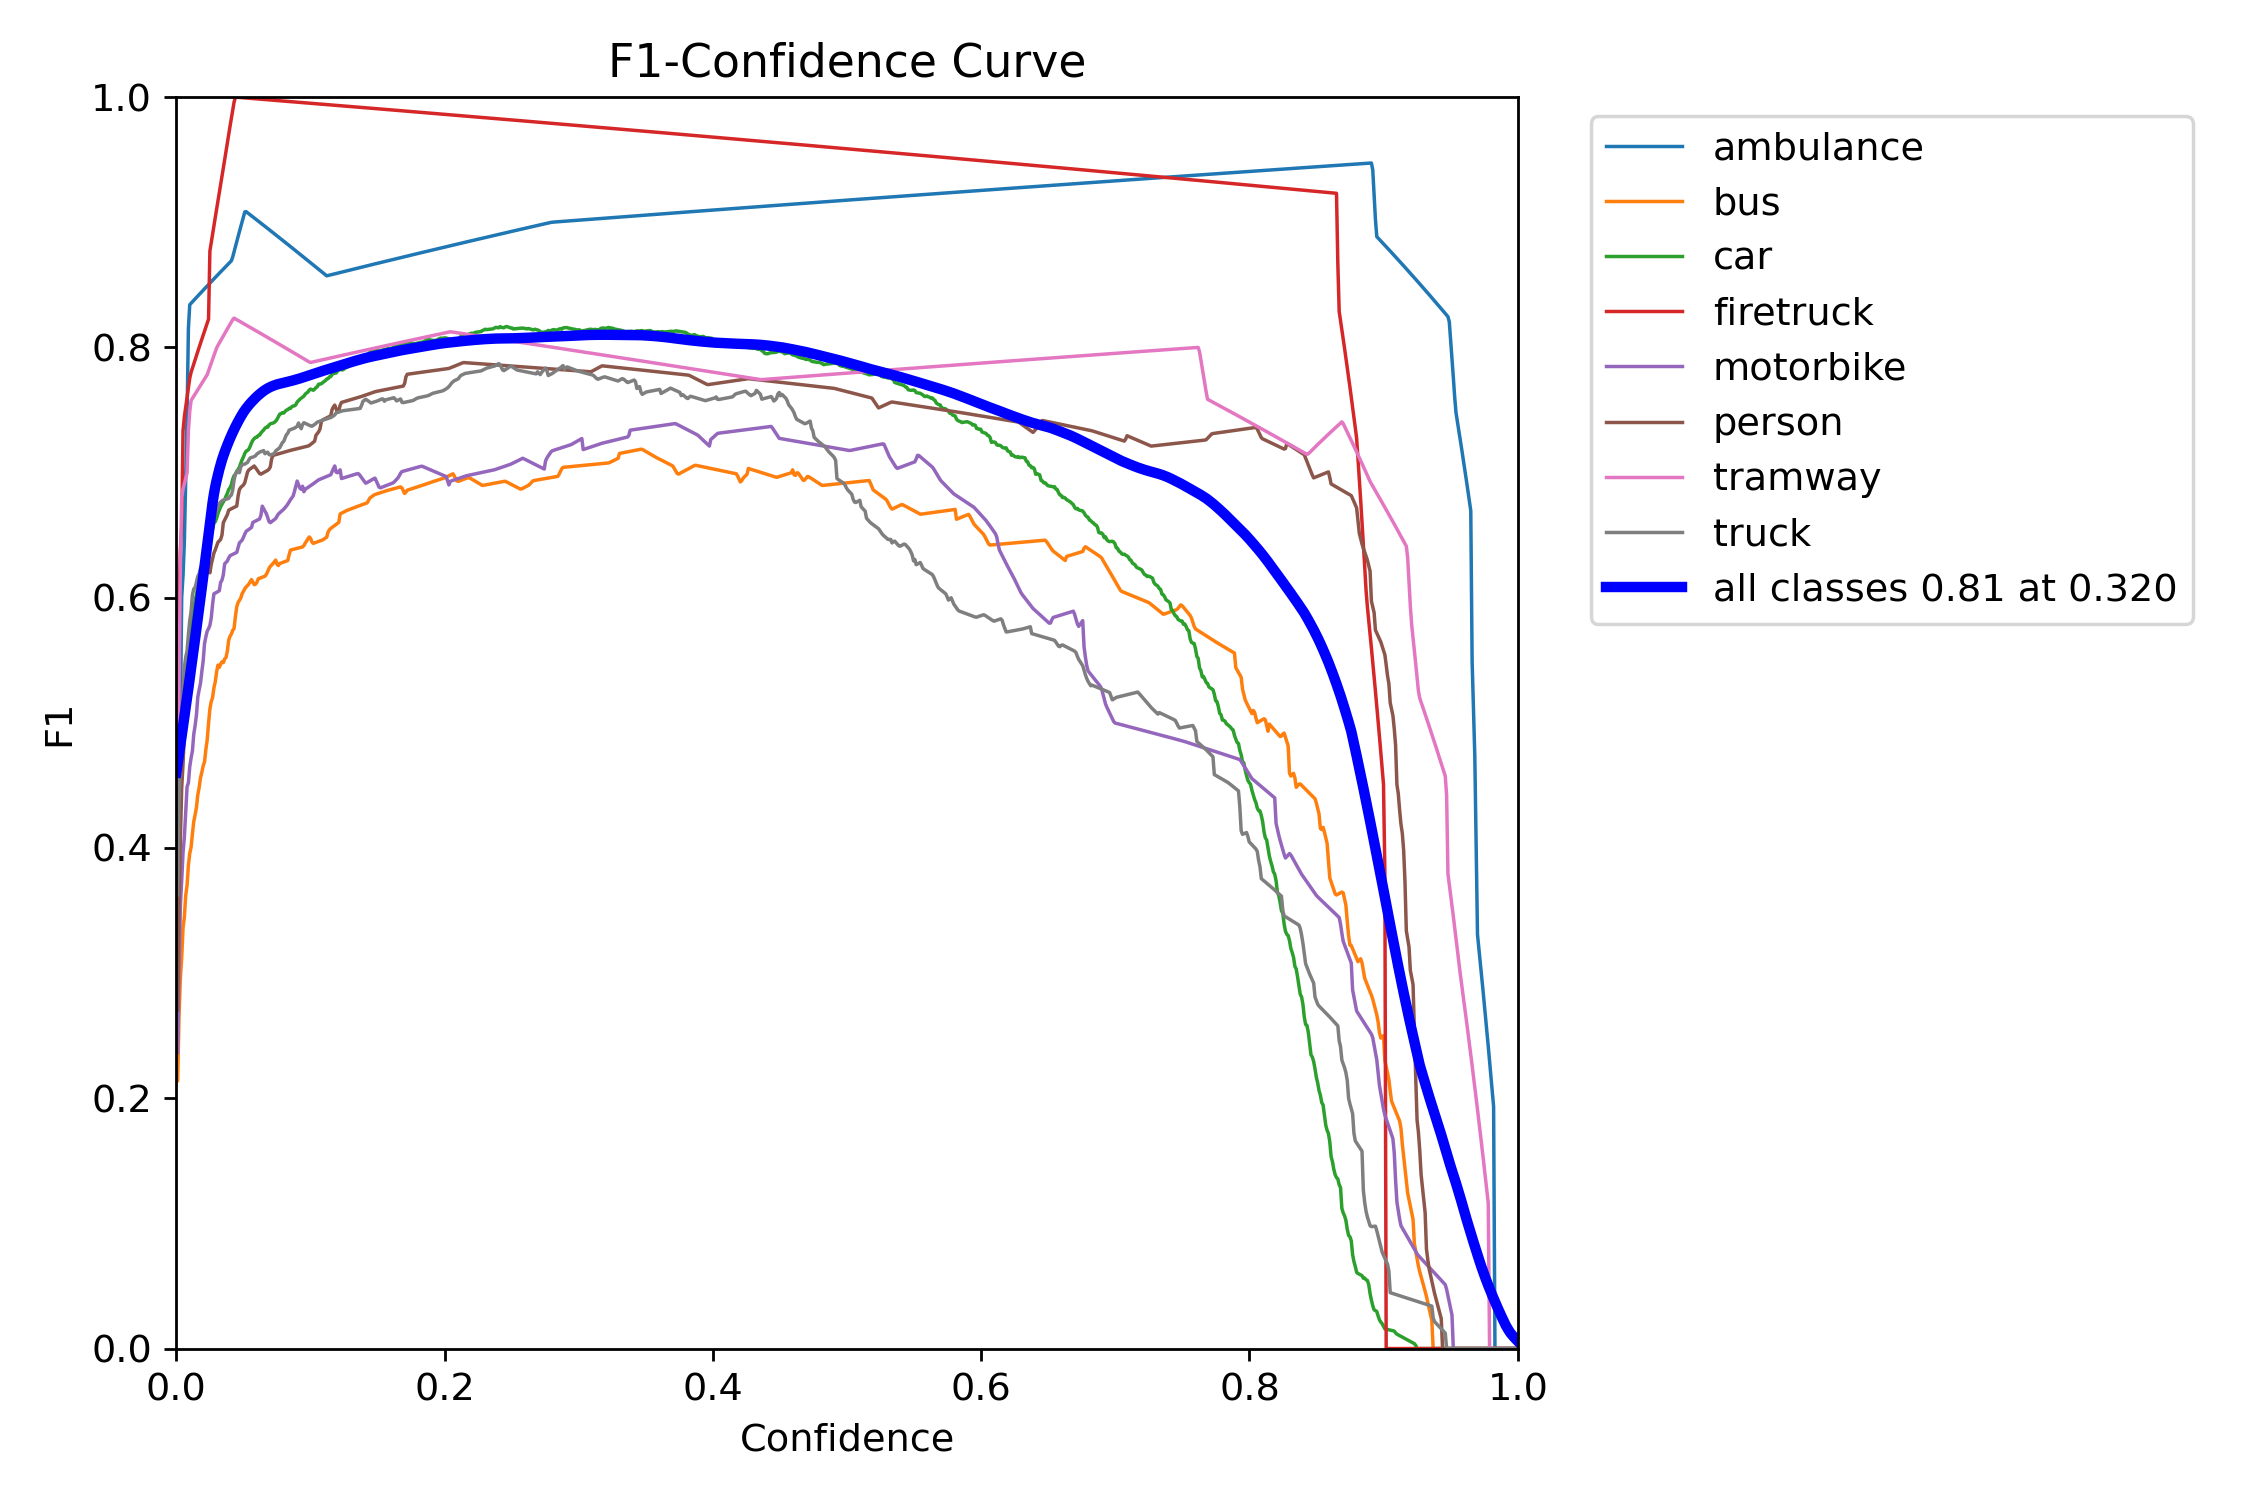 F1-Confidence Curve
1.0
0.8
0.6
0.4
0.2
0.0
F1
0.0 0.2 0.4 0.6 0.8 1.0
Confidence
ambulance
bus
car
firetruck
motorbike
person
tramway
truck
all classes 0.81 at 0.320